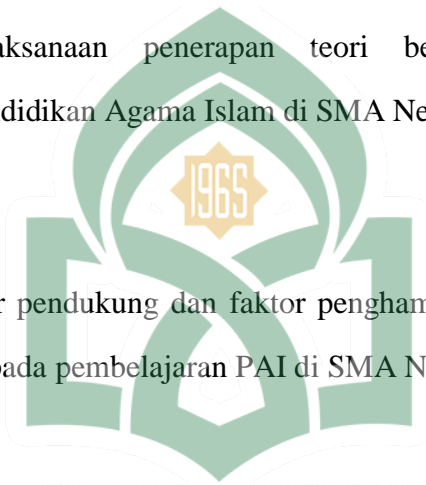 aksanaan penerapan teori be
didikan Agama Islam di SMA Ne
1965
r pendukung dan faktor pengham
pada pembelajaran PAI di SMA N